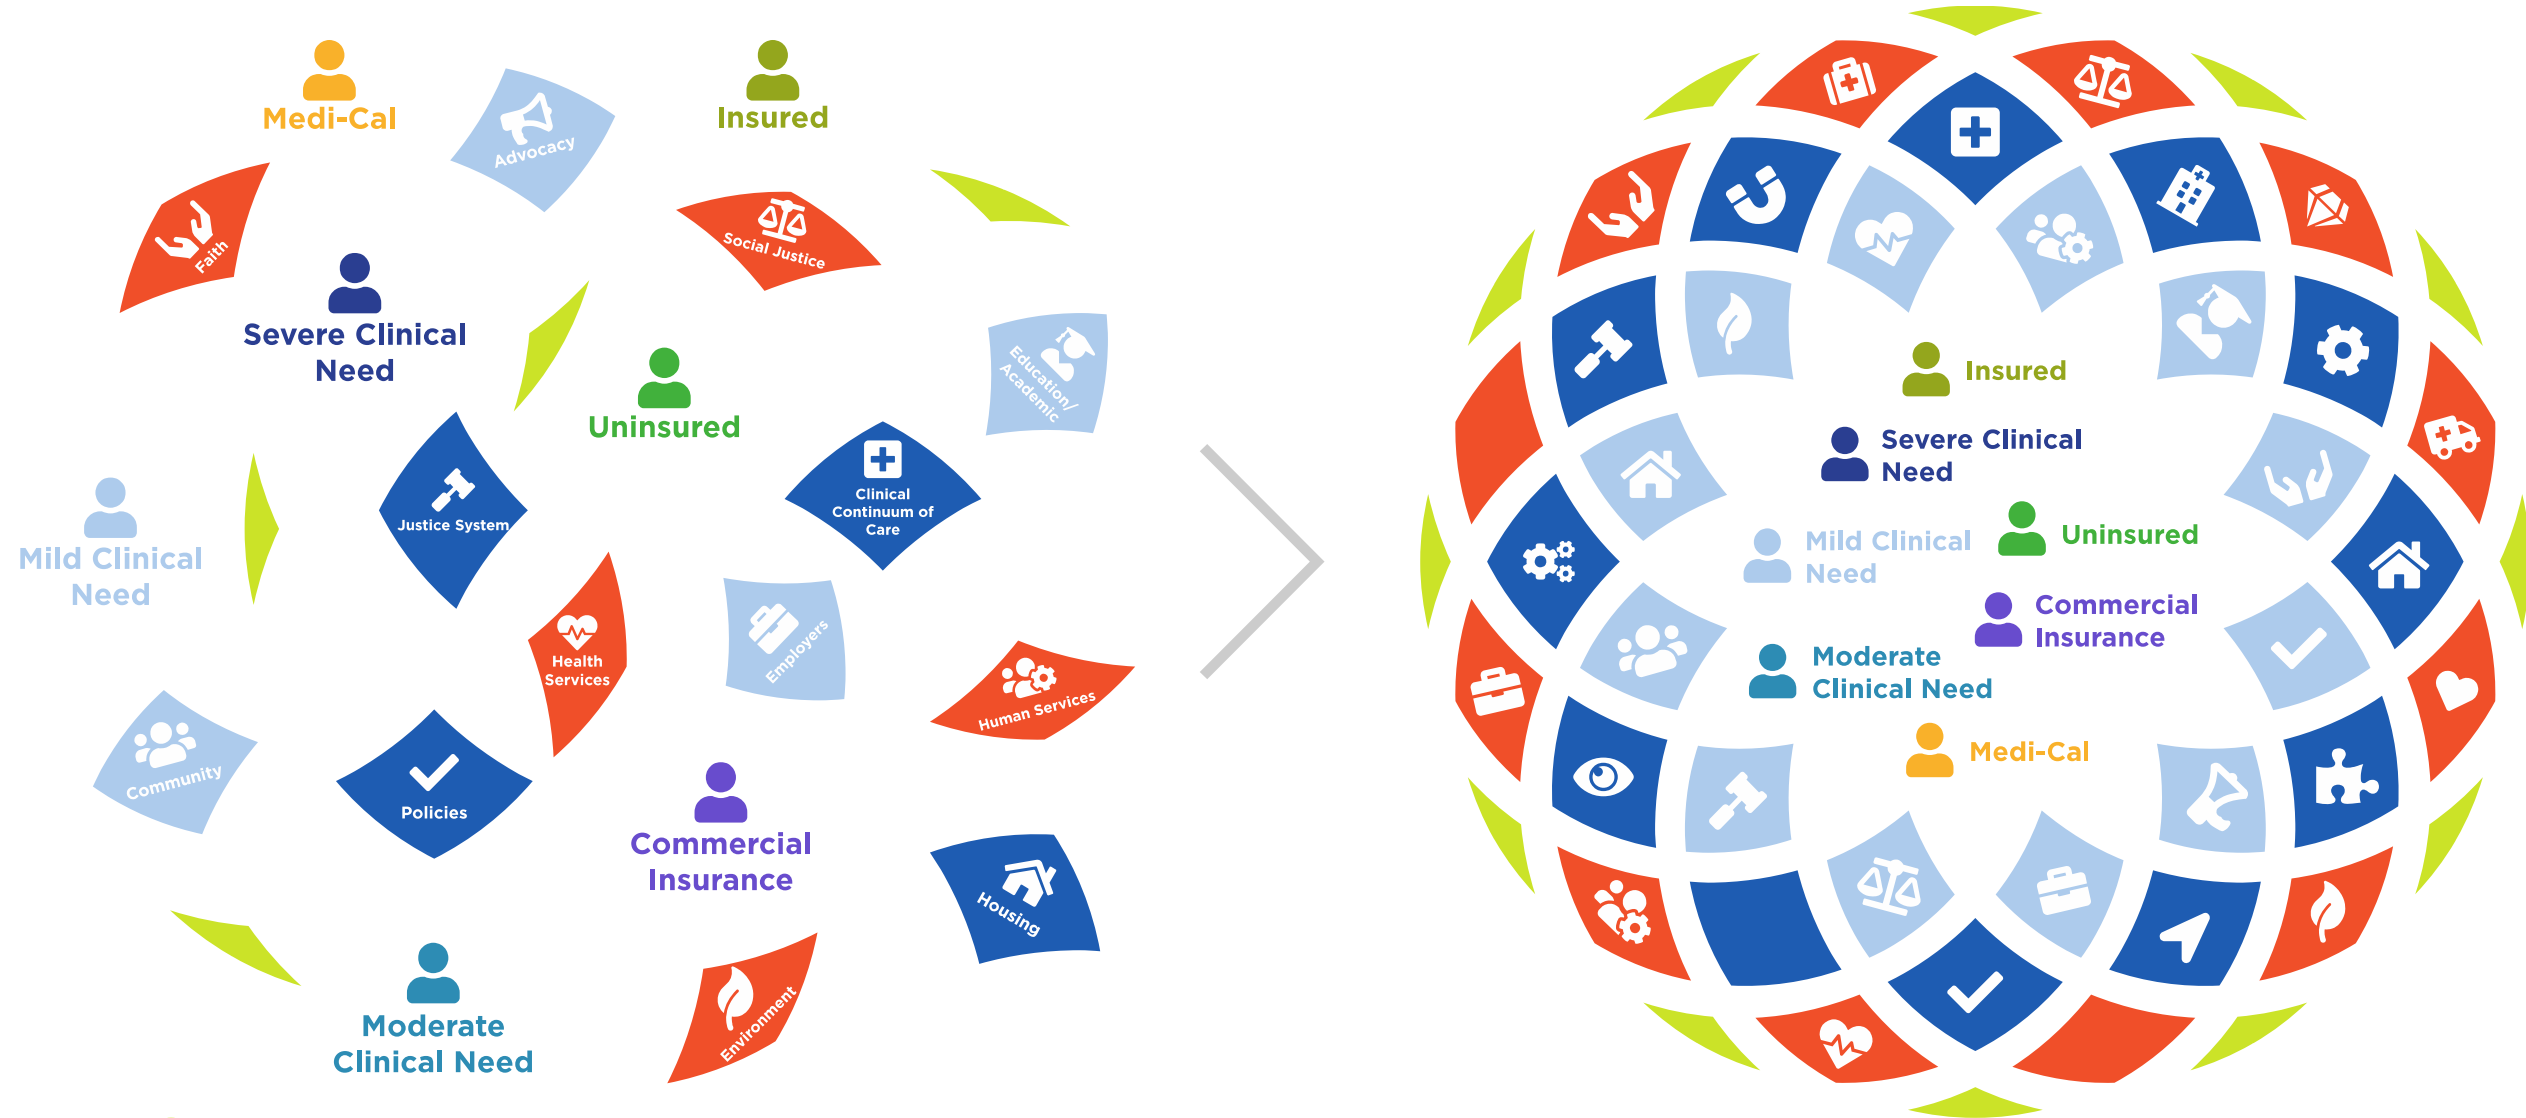 Medi-Cal
Advocacy
Insured
Faith
Social Justice
Severe Clinical
Need
Uninsured
Education/
Academic
Justice System
Clinical
Continuum of
Care
Mild Clinical
Need
Health
Services
Employers
Human Services
Community
Policies
Commercial
Insurance
Housing
Environment
Moderate
Clinical Need
Insured
Severe Clinical
Need
Mild Clinical
Need
Uninsured
Commercial
Insurance
Moderate
Clinical Need
Medi-Cal